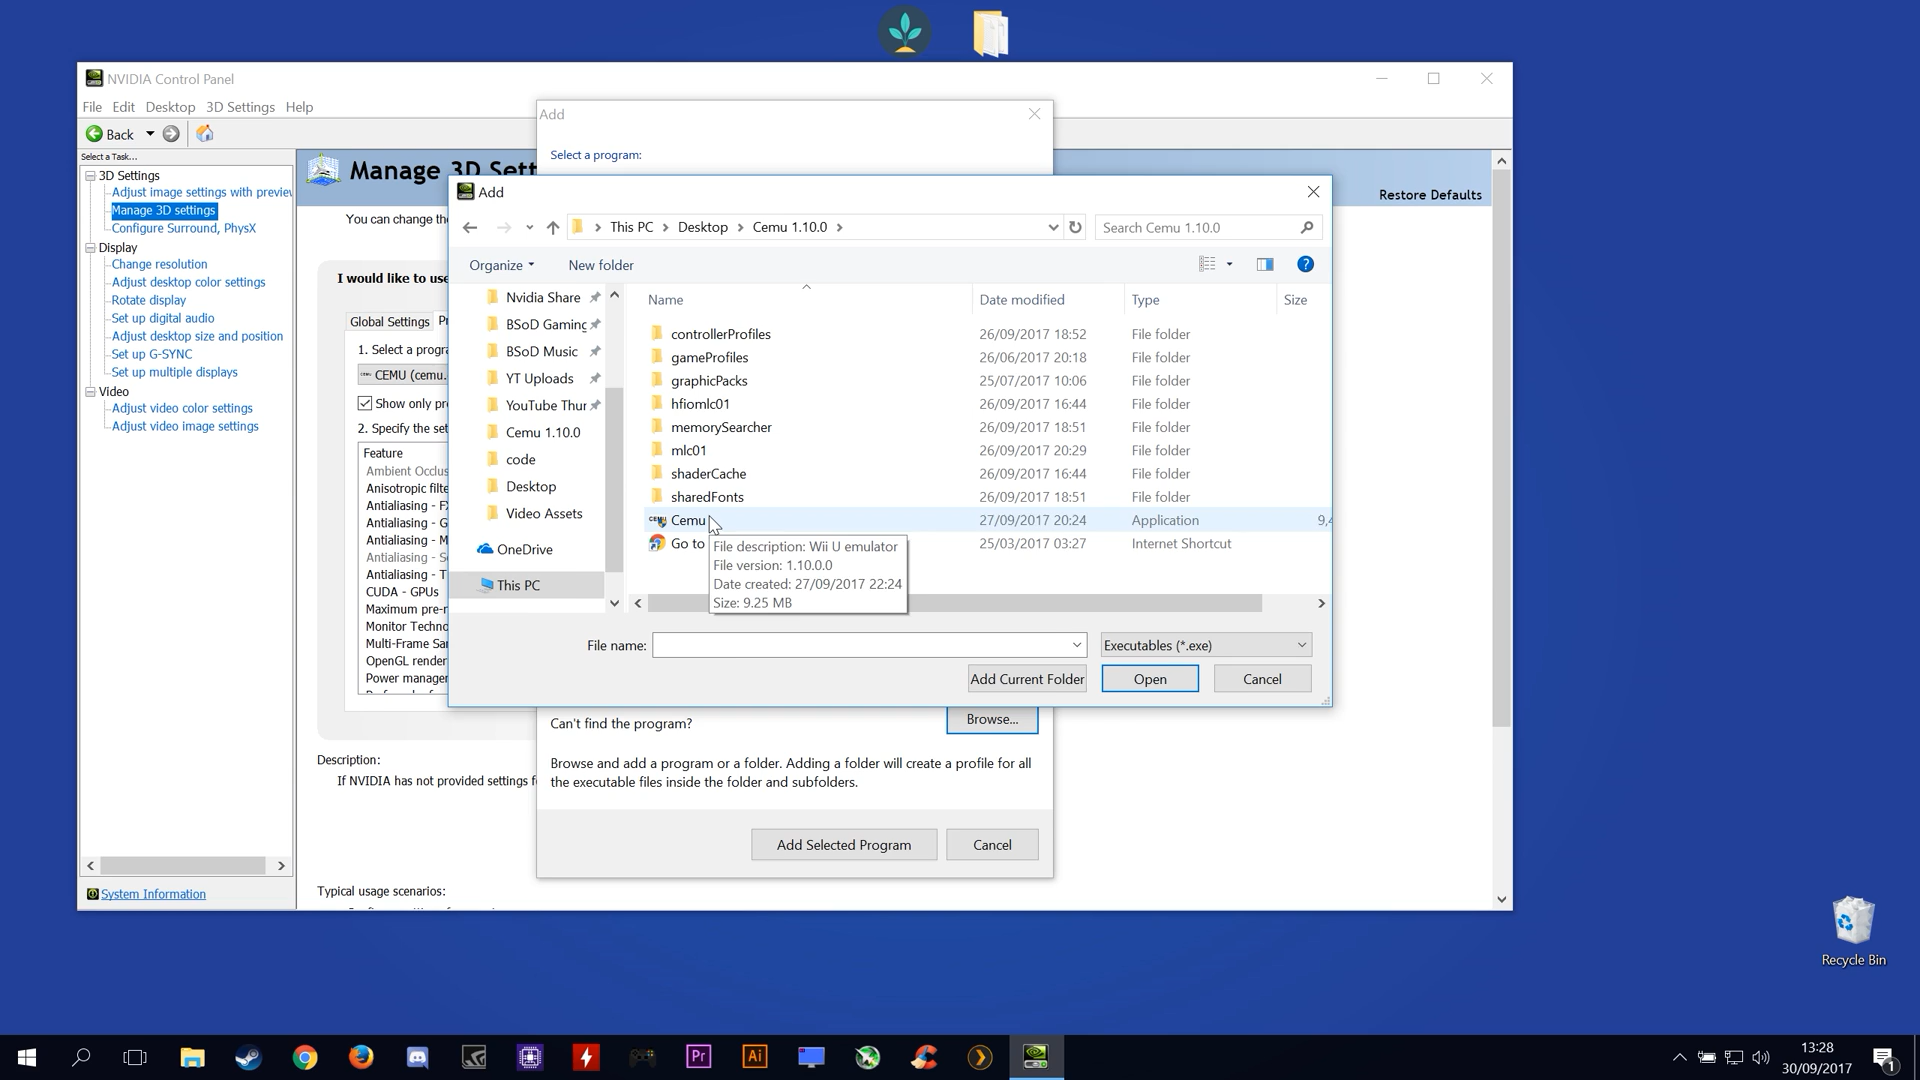 NVIDIA Control Panel
File Edit Desktop 3D Settings Help
Back
Select a Task...
3D Settings
Adjust image settings with preview
Manage 3D settings
Configure Surround, PhysX
Display
Change resolution
Adjust desktop color settings
Rotate display
Set up digital audio
Adjust desktop size and position
Set up G-SYNC
Set up multiple displays
Video
Adjust video color settings
Adjust video image settings
System Information
Manage 3D Sett
Restore Defaults
You can change the
I would like to use
Global Settings Pr
1. Select a progra
CEMU (cemu.
Show only pr
2. Specify the set
Feature
Ambient Occlus
Anisotropic filte
Antialiasing - F
Antialiasing - G
Antialiasing - M
Antialiasing - S
Antialiasing - T
CUDA - GPUs
Maximum pre-r
Monitor Techno
Multi-Frame Sa
OpenGL render
Power manager
Description:
If NVIDIA has not provided settings f
Typical usage scenarios:
Add
Select a program:
Add
This PC Desktop Cemu 1.10.0
Search Cemu 1.10.0
Organize New folder
Nvidia Share
BSoD Gaming
BSoD Music
YT Uploads
YouTube Thur
Cemu 1.10.0
code
Desktop
Video Assets
OneDrive
This PC
Name Date modified Type Size
controllerProfiles 26/09/2017 18:52 File folder
gameProfiles 26/06/2017 20:18 File folder
graphicPacks 25/07/2017 10:06 File folder
hfiomlc01 26/09/2017 16:44 File folder
memorySearcher 26/09/2017 18:51 File folder
mlc01 26/09/2017 20:29 File folder
shaderCache 26/09/2017 16:44 File folder
sharedFonts 26/09/2017 18:51 File folder
Cemu 27/09/2017 20:24 Application 9,4
Go to 25/03/2017 03:27 Internet Shortcut
File description: Wii U emulator
File version: 1.10.0.0
Date created: 27/09/2017 22:24
Size: 9.25 MB
File name:
Executables (*.exe)
Add Current Folder Open Cancel
Can't find the program?
Browse...
Browse and add a program or a folder. Adding a folder will create a profile for all
the executable files inside the folder and subfolders.
Add Selected Program Cancel
Recycle Bin
Pr
Ai
13:28
30/09/2017
1